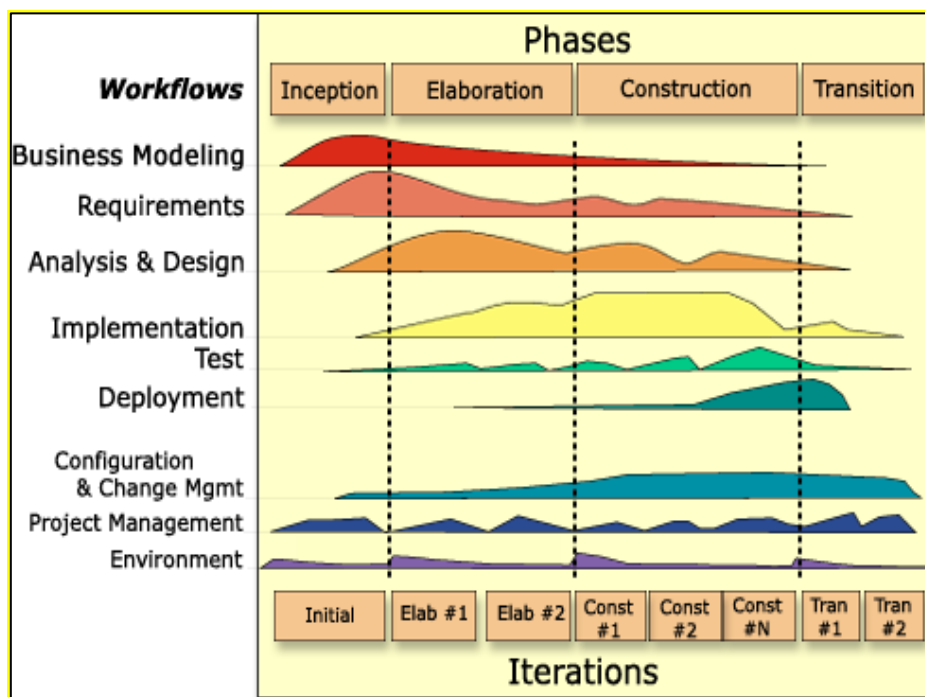 Phases
Workflows
Inception
Elaboration
Construction
Transition
Business Modeling
Requirements
Analysis & Design
Implementation
Test
Deployment
Configuration
& Change Mgmt
Project Management
Environment
Initial
Elab #1
Elab #2
Const
#1
Const
#2
Const
#N
Tran
#1
Tran
#2
Iterations